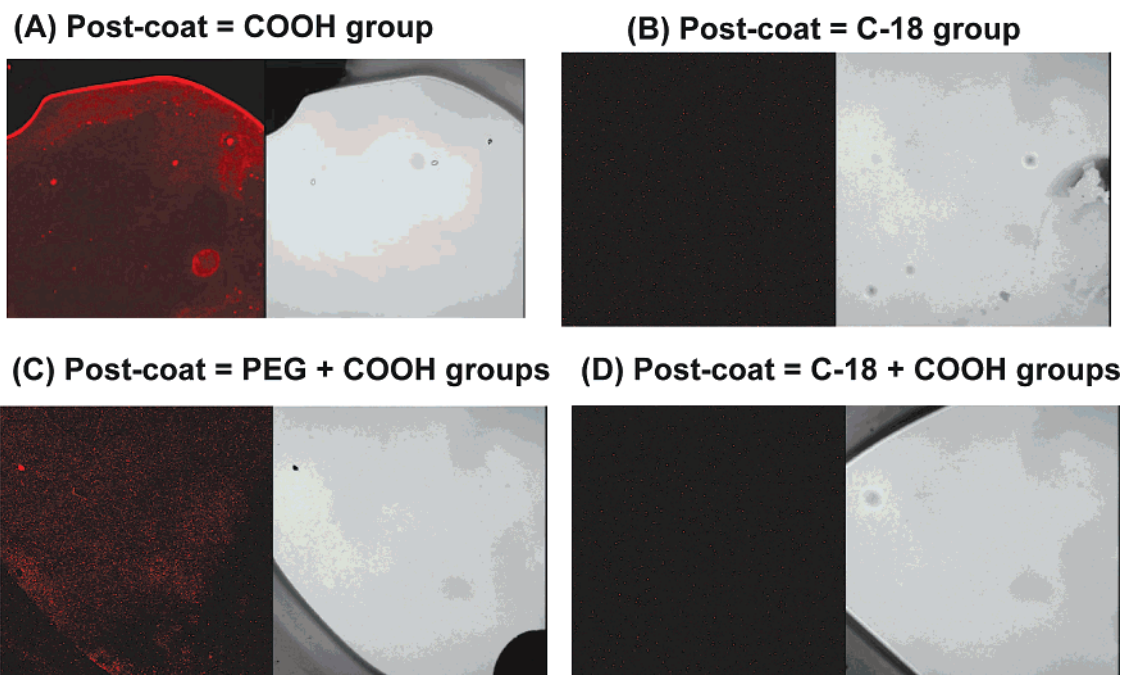 (A) Post-coat = COOH group
(B) Post-coat = C-18 group
(C) Post-coat = PEG + COOH groups
(D) Post-coat = C-18 + COOH groups